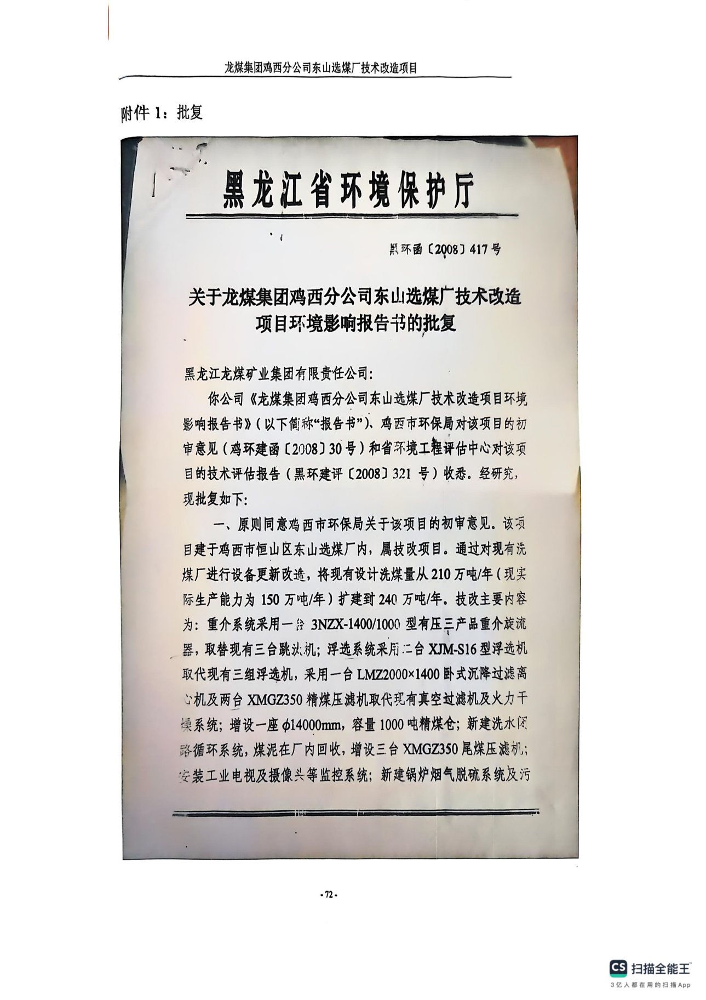 龙煤集团鸡西分公司东山选煤厂技术改造项目
附件 1：批复
黑龙江省环境保护厅
黑环函〔2008〕417 号
关于龙煤集团鸡西分公司东山选煤厂技术改造
项目环境影响报告书的批复
黑龙江龙煤矿业集团有限责任公司：
你公司《龙煤集团鸡西分公司东山选煤厂技术改造项目环境
影响报告书》（以下简称“报告书”）、鸡西市环保局对该项目的初
审意见（鸡环建函〔2008〕30 号）和省环境工程评估中心对该项
目的技术评估报告（黑环建评〔2008〕321 号）收悉。经研究，
现批复如下：
一、原则同意鸡西市环保局关于该项目的初审意见。该项
目建于鸡西市恒山区东山选煤厂内，属技改项目。通过对现有洗
煤厂进行设备更新改造，将现有设计洗煤量从 210 万吨/年（现实
际生产能力为 150 万吨/年）扩建到 240 万吨/年。技改主要内容
为：重介系统采用一台 3NZX-1400/1000 型有压三产品重介旋流
器，取替现有三台跳汰机；浮选系统采用二台 XJM-S16 型浮选机
取代现有三组浮选机，采用一台 LMZ2000×1400 卧式沉降过滤离
心机及两台 XMGZ350 精煤压滤机取代现有真空过滤机及火力干
燥系统；增设一座 φ14000mm，容量 1000 吨精煤仓；新建洗水闭
路循环系统，煤泥在厂内回收，增设三台 XMGZ350 尾煤压滤机；
安装工业电视及摄像头等监控系统；新建锅炉烟气脱硫系统及污
- 72 -
CS 扫描全能王™
3亿人都在用的扫描App